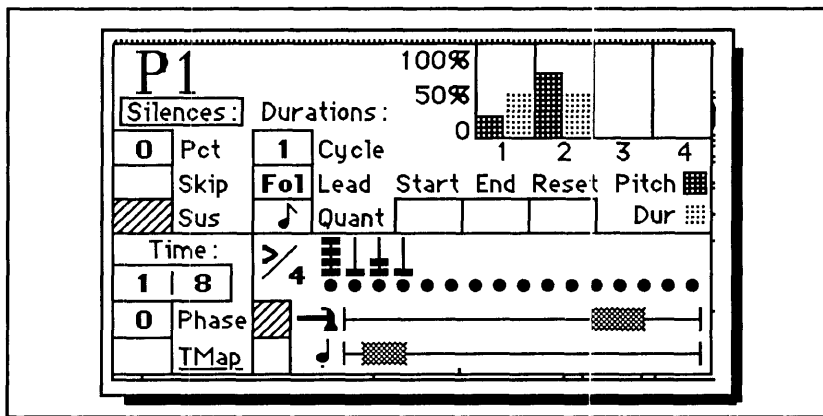 P1
100%
50%
0
1 2 3 4
Silences: Durations:
0 Pct 1 Cycle
Skip Fol Lead Start End Reset Pitch
Sus Quant Dur
Time: >/4
1 | 8
0 Phase
TMap